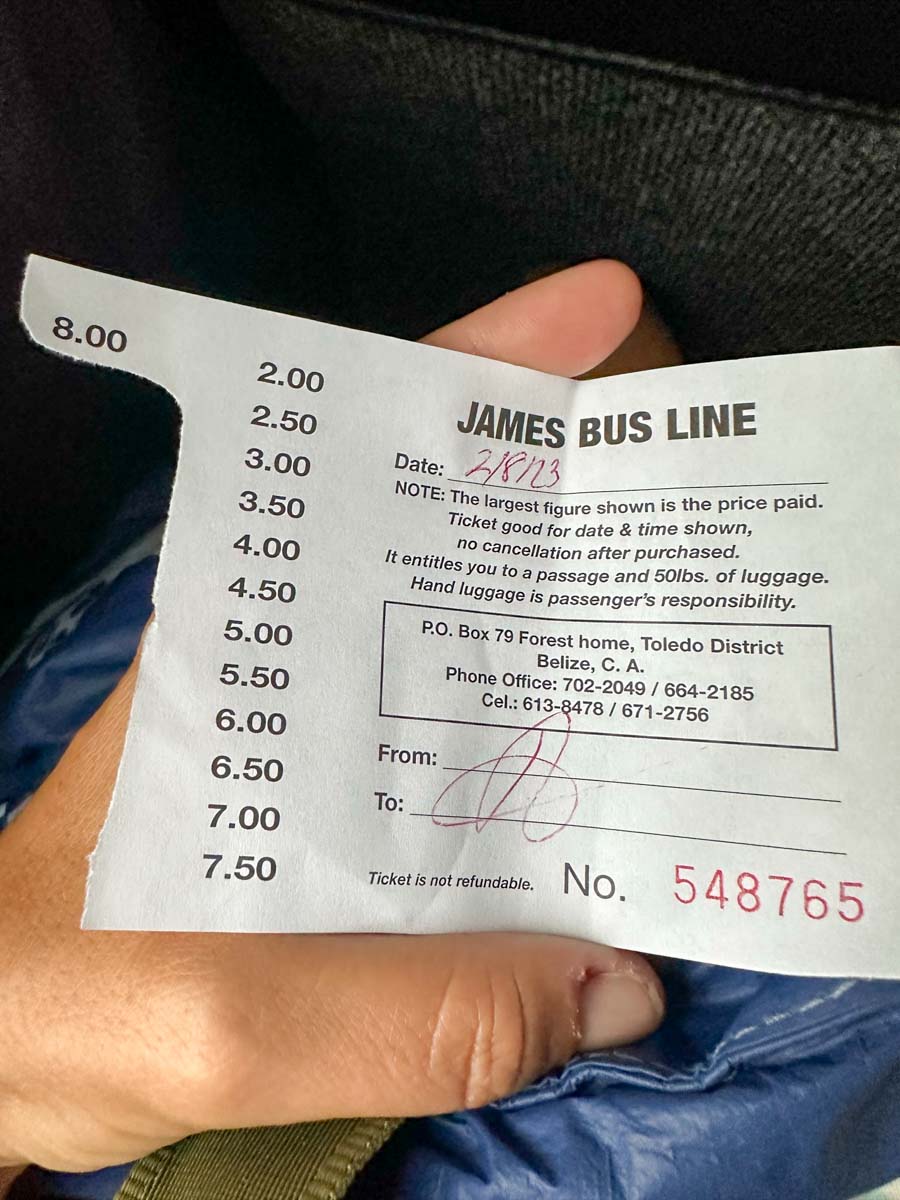 8.00
2.00
2.50
3.00
3.50
4.00
4.50
5.00
5.50
6.00
6.50
7.00
7.50
JAMES BUS LINE
Date: 2/8/23
NOTE: The largest figure shown is the price paid.
Ticket good for date & time shown,
no cancellation after purchased.
It entitles you to a passage and 50lbs. of luggage.
Hand luggage is passenger's responsibility.
P.O. Box 79 Forest home, Toledo District
Belize, C. A.
Phone Office: 702-2049 / 664-2185
Cel.: 613-8478 / 671-2756
From:
To:
Ticket is not refundable. No. 548765